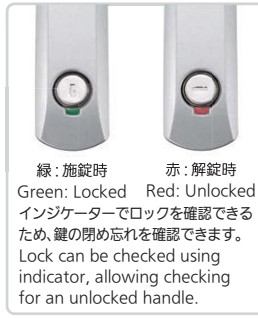 緑：施錠時 赤：解錠時
Green: Locked Red: Unlocked
インジケーターでロックを確認できる
ため、鍵の閉め忘れを確認できます。
Lock can be checked using
indicator, allowing checking
for an unlocked handle.